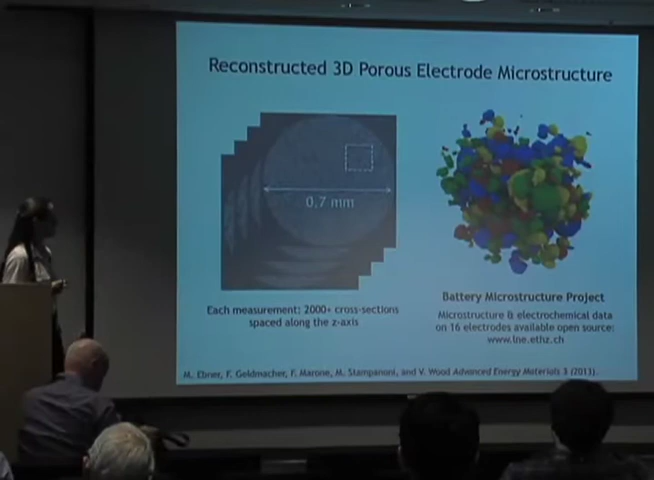 Reconstructed 3D Porous Electrode Microstructure
0.7 mm
Each measurement: 2000+ cross-sections
spaced along the z-axis
Battery Microstructure Project
Microstructure & electrochemical data
on 16 electrodes available open source:
www.lne.ethz.ch
M. Ebner, F. Geldmacher, F. Marone, M. Stampanoni, and V. Wood Advanced Energy Materials 3 (2013).